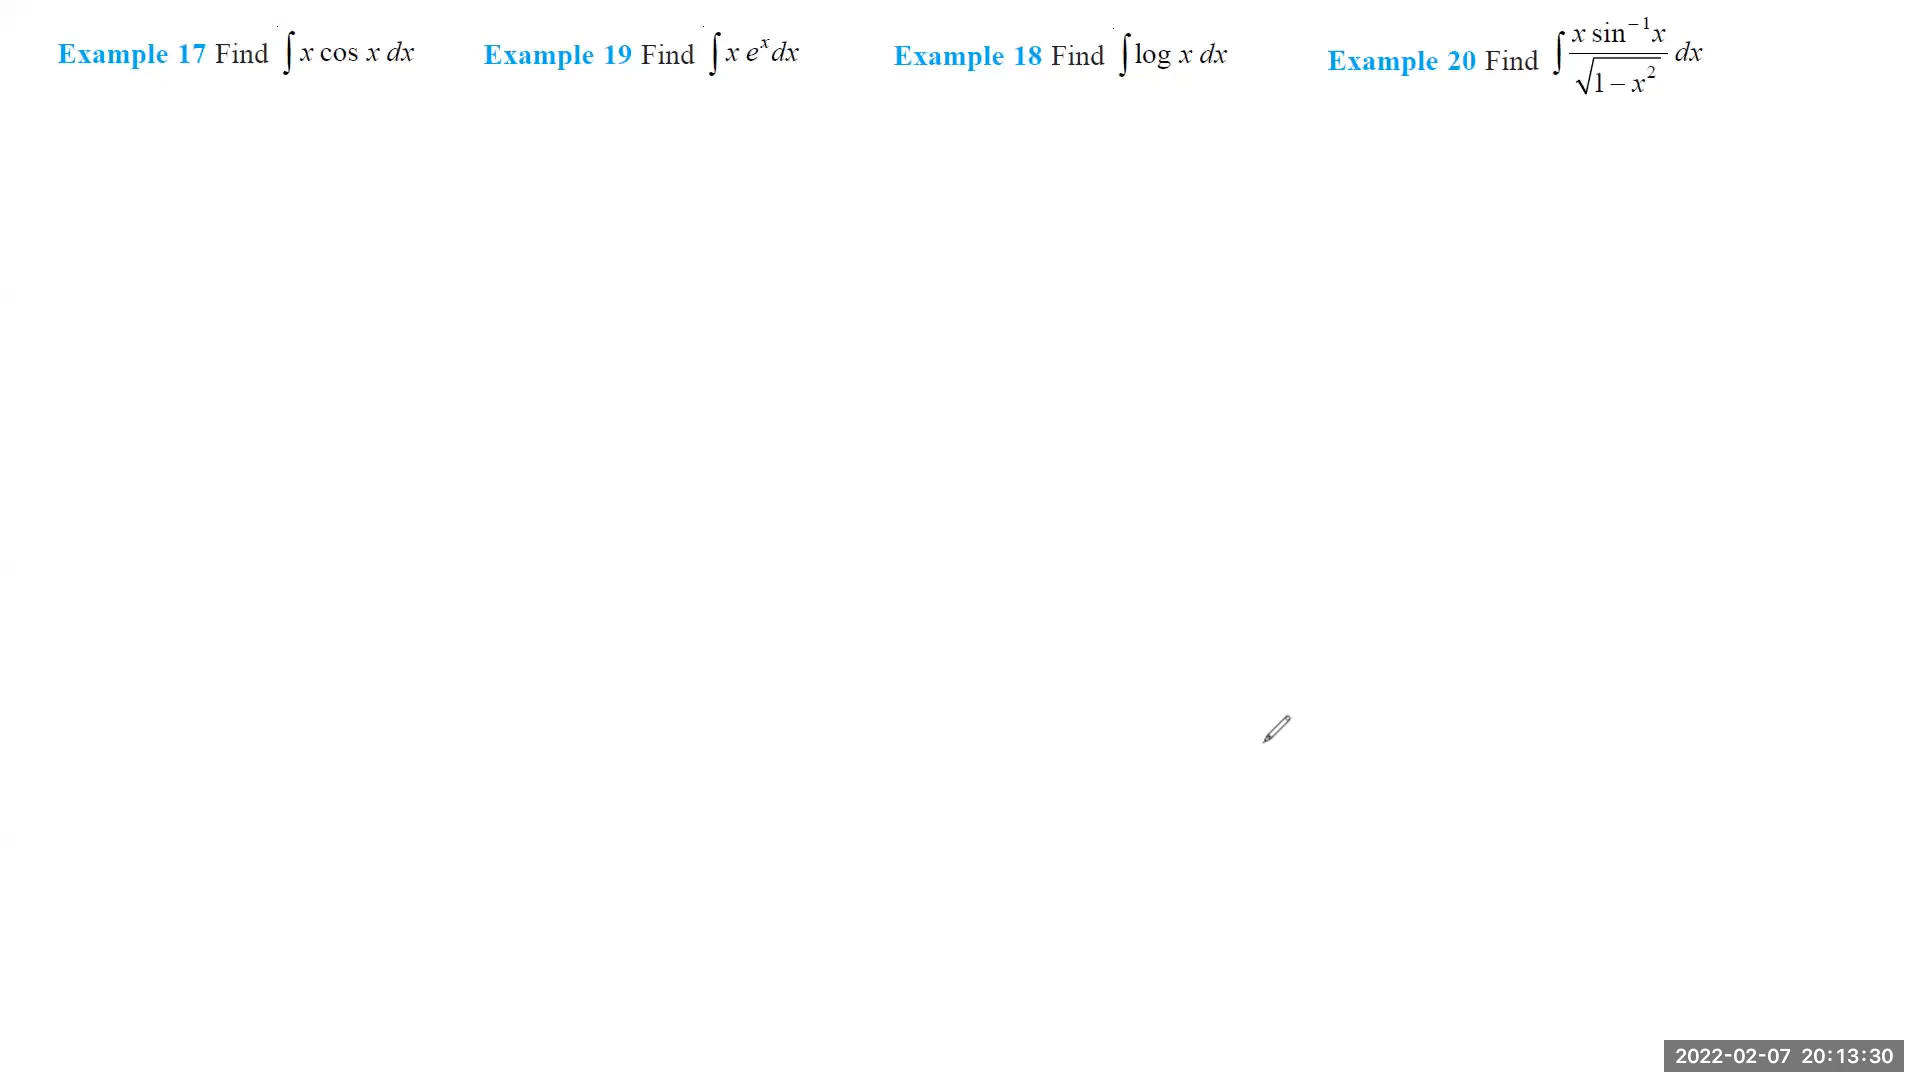 Example 17 Find ∫ x cos x dx
Example 19 Find ∫ x eˣ dx
Example 18 Find ∫ log x dx
Example 20 Find ∫ (x sin⁻¹x)/(√(1 – x²)) dx
2022-02-07 20:13:30